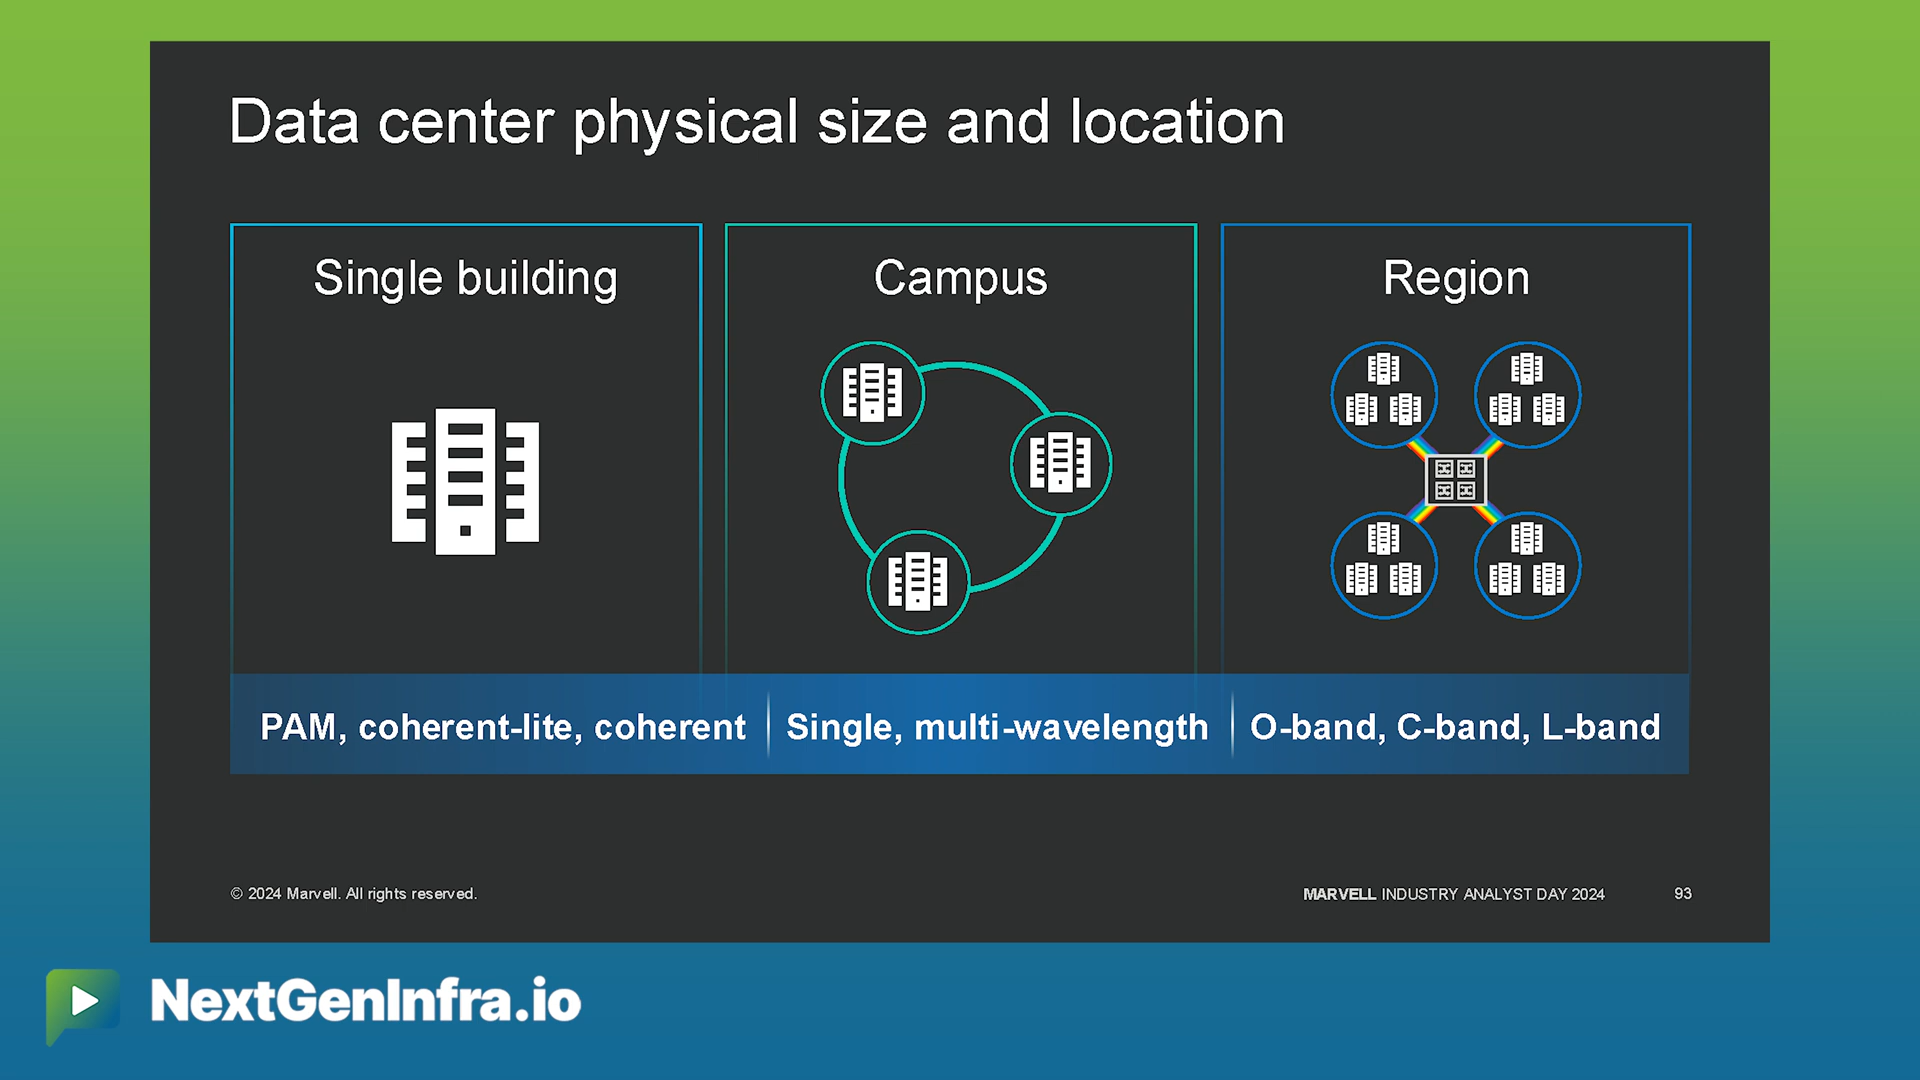 Data center physical size and location
Single building
Campus
Region
PAM, coherent-lite, coherent
Single, multi-wavelength
O-band, C-band, L-band
© 2024 Marvell. All rights reserved.
MARVELL INDUSTRY ANALYST DAY 2024
93
NextGenInfra.io